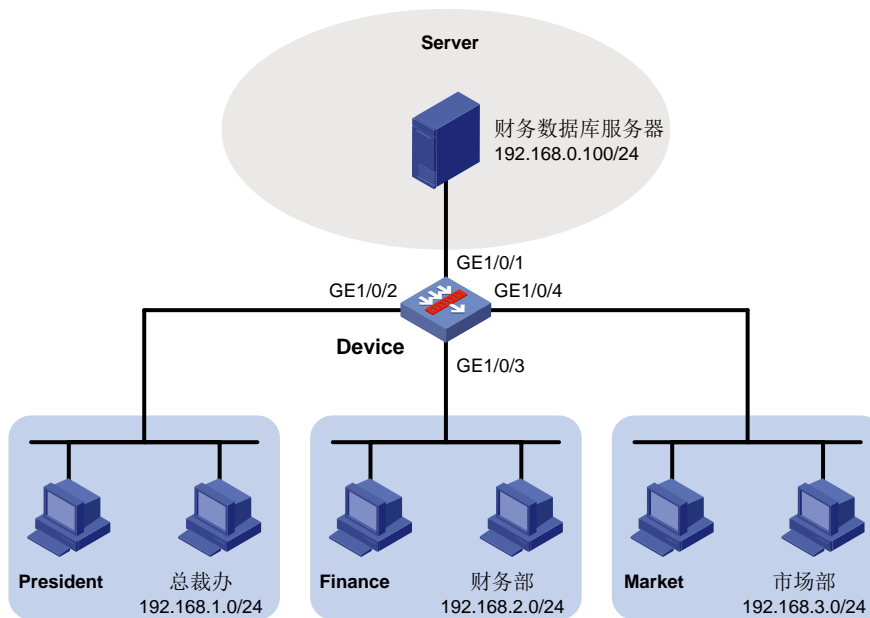 Server
财务数据库服务器
192.168.0.100/24
GE1/0/1
GE1/0/2
GE1/0/4
Device
GE1/0/3
President
总裁办
192.168.1.0/24
Finance
财务部
192.168.2.0/24
Market
市场部
192.168.3.0/24